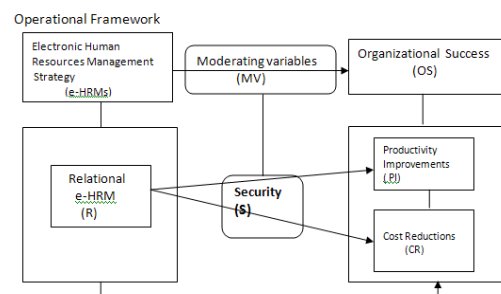 Operational Framework
Electronic Human
Resources Management
Strategy
(e-HRMs)
Moderating variables
(MV)
Organizational Success
(OS)
Relational
e-HRM
(R)
Security
(S)
Productivity
Improvements
(PI)
Cost Reductions
(CR)